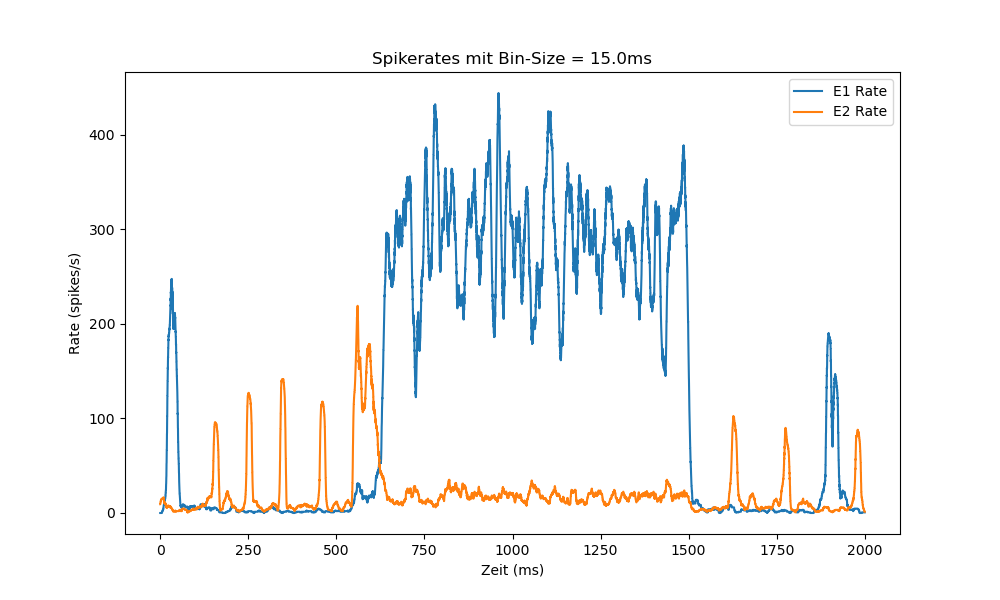 Spikerates mit Bin-Size = 15.0ms
E1 Rate
E2 Rate
Rate (spikes/s)
400
300
200
100
0
0 250 500 750 1000 1250 1500 1750 2000
Zeit (ms)